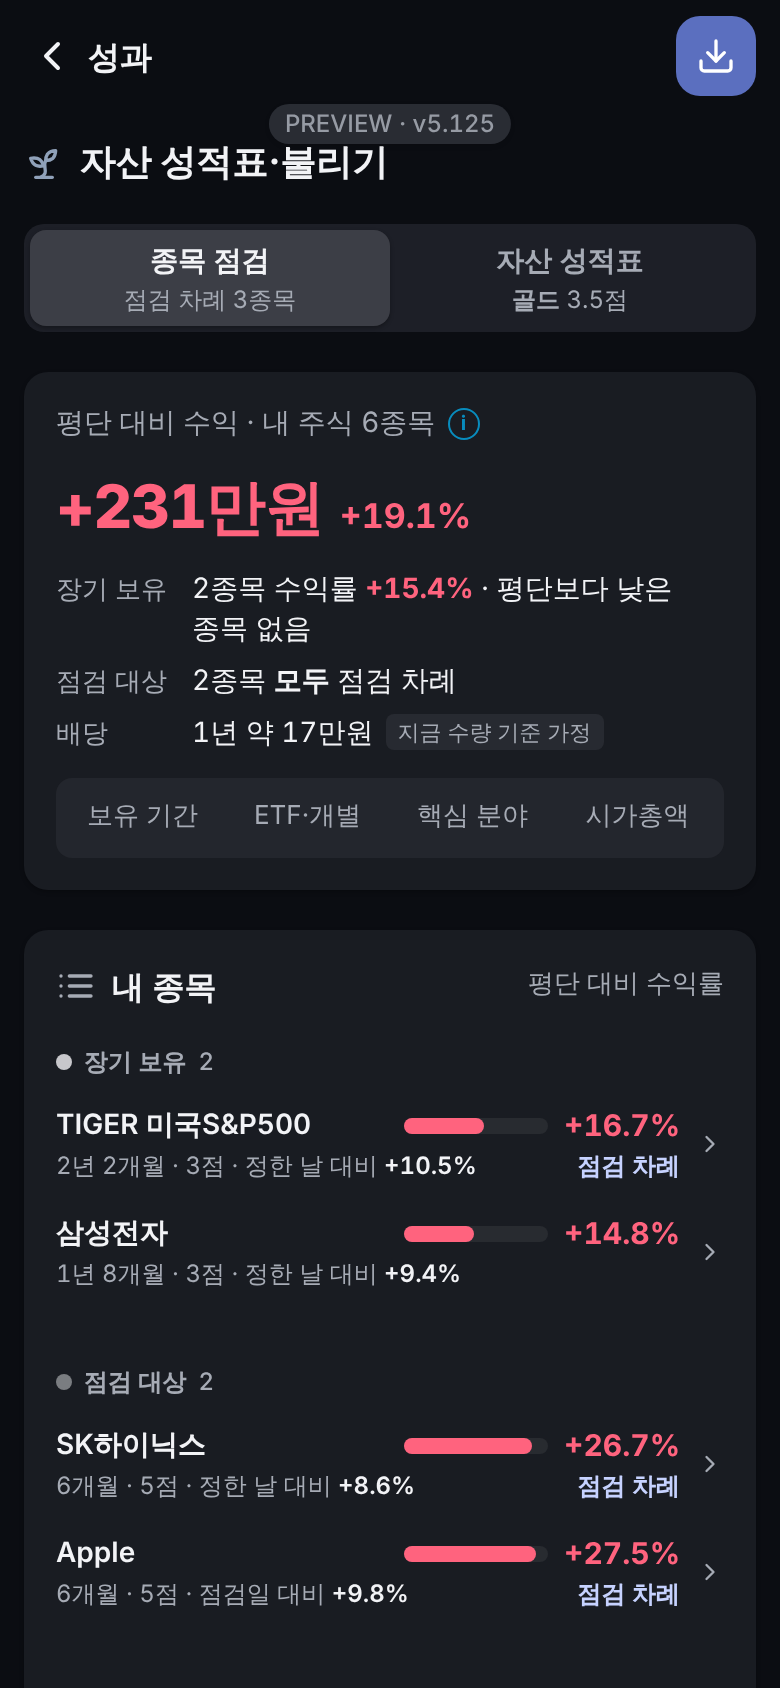 성과
PREVIEW · v5.125
자산 성적표·불리기
종목 점검
점검 차례 3종목
자산 성적표
골드 3.5점
평단 대비 수익 · 내 주식 6종목 i
+231만원 +19.1%
장기 보유 2종목 수익률 +15.4% · 평단보다 낮은
종목 없음
점검 대상 2종목 모두 점검 차례
배당 1년 약 17만원 지금 수량 기준 가정
보유 기간 ETF·개별 핵심 분야 시가총액
내 종목 평단 대비 수익률
장기 보유 2
TIGER 미국S&P500 +16.7%
2년 2개월 · 3점 · 정한 날 대비 +10.5% 점검 차례
삼성전자 +14.8%
1년 8개월 · 3점 · 정한 날 대비 +9.4%
점검 대상 2
SK하이닉스 +26.7%
6개월 · 5점 · 정한 날 대비 +8.6% 점검 차례
Apple +27.5%
6개월 · 5점 · 점검일 대비 +9.8% 점검 차례